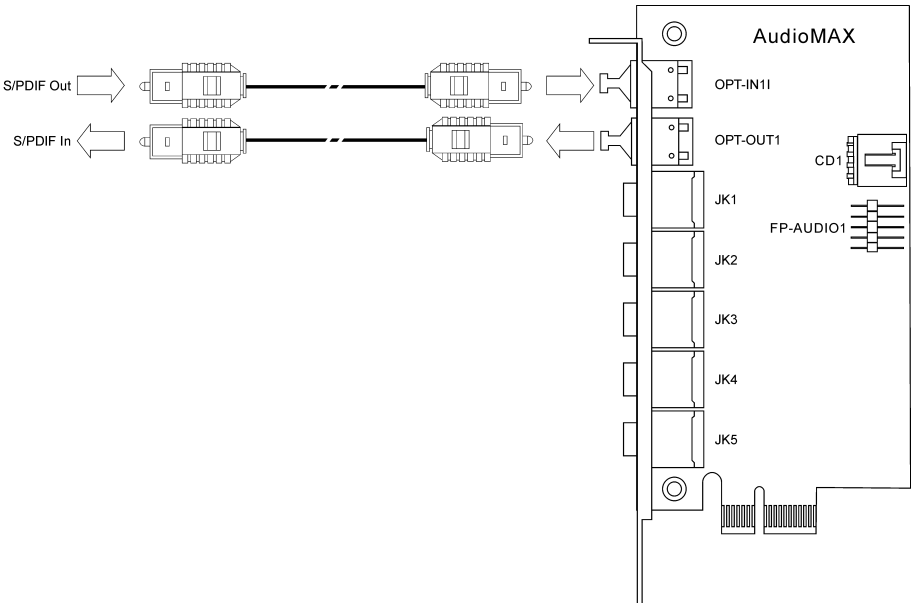 AudioMAX
S/PDIF Out
OPT-IN1I
S/PDIF In
OPT-OUT1
CD1
JK1
FP-AUDIO1
JK2
JK3
JK4
JK5